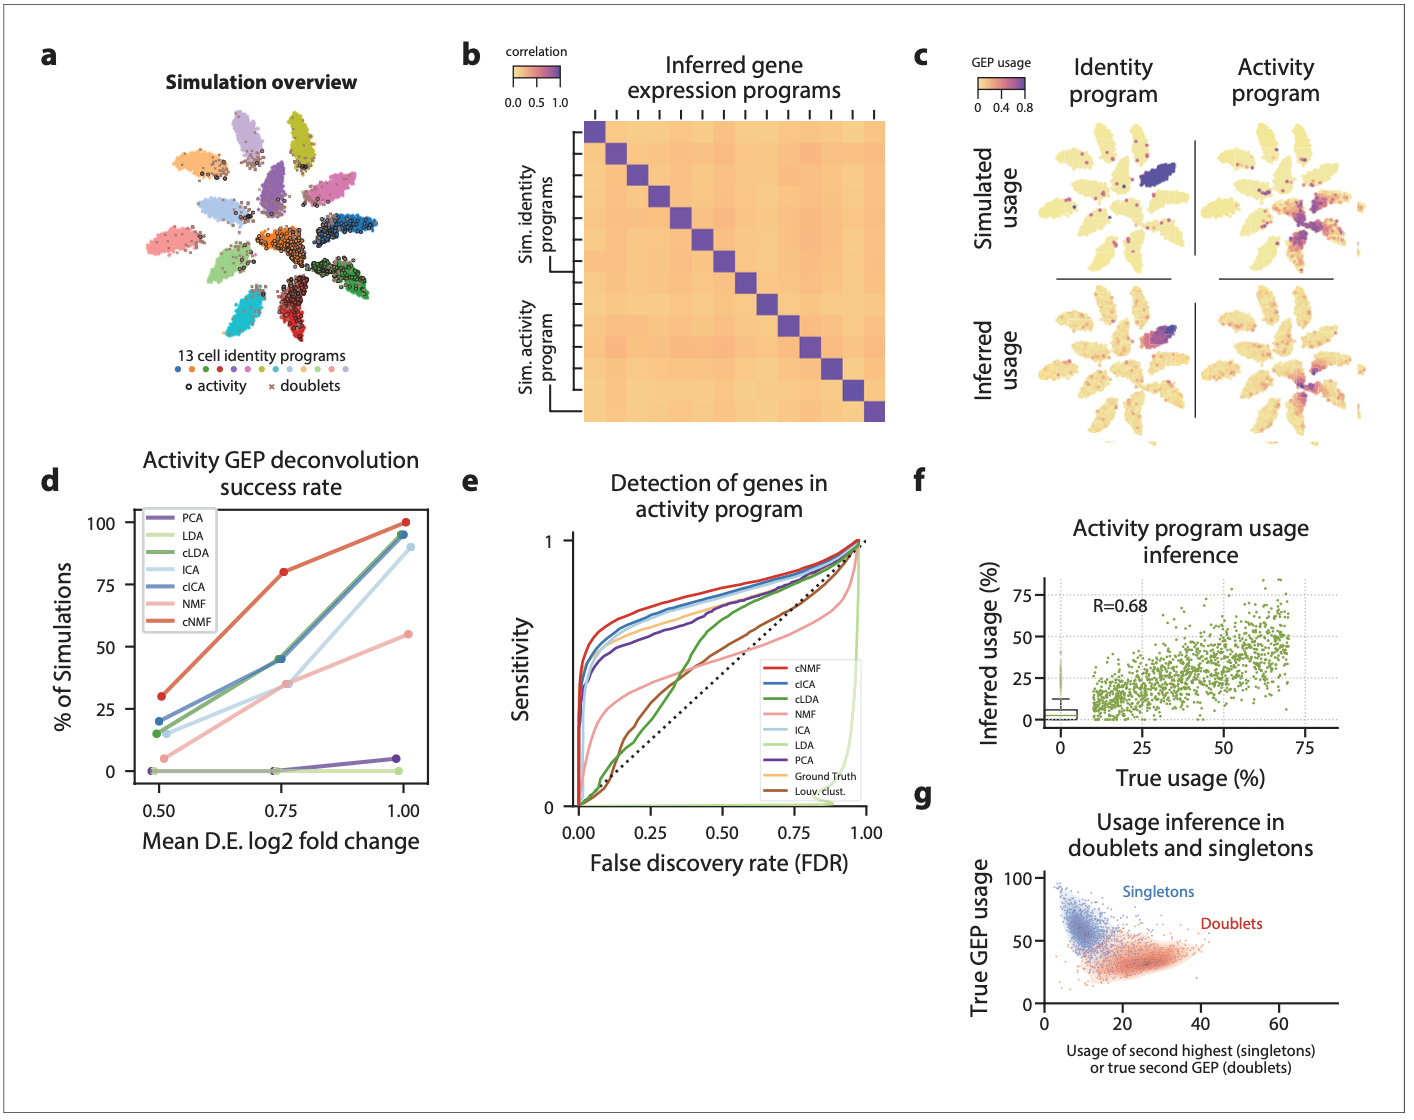 a
Simulation overview
13 cell identity programs
activity
doublets
b
correlation
0.0 0.5 1.0
Inferred gene
expression programs
Sim. identity
programs
Sim. activity
program
c
GEP usage
0 0.4 0.8
Identity
program
Activity
program
Simulated
usage
Inferred
usage
d
Activity GEP deconvolution
success rate
% of Simulations
100
75
50
25
0
PCA
LDA
cLDA
ICA
cICA
NMF
cNMF
0.50 0.75 1.00
Mean D.E. log2 fold change
e
Detection of genes in
activity program
Sensitivity
1
0
cNMF
cICA
cLDA
NMF
ICA
LDA
PCA
Ground Truth
Louv. clust.
0.00 0.25 0.50 0.75 1.00
False discovery rate (FDR)
f
Activity program usage
inference
Inferred usage (%)
75
50
25
0
R=0.68
0 25 50 75
True usage (%)
g
Usage inference in
doublets and singletons
True GEP usage
100
50
0
Singletons
Doublets
0 20 40 60
Usage of second highest (singletons)
or true second GEP (doublets)